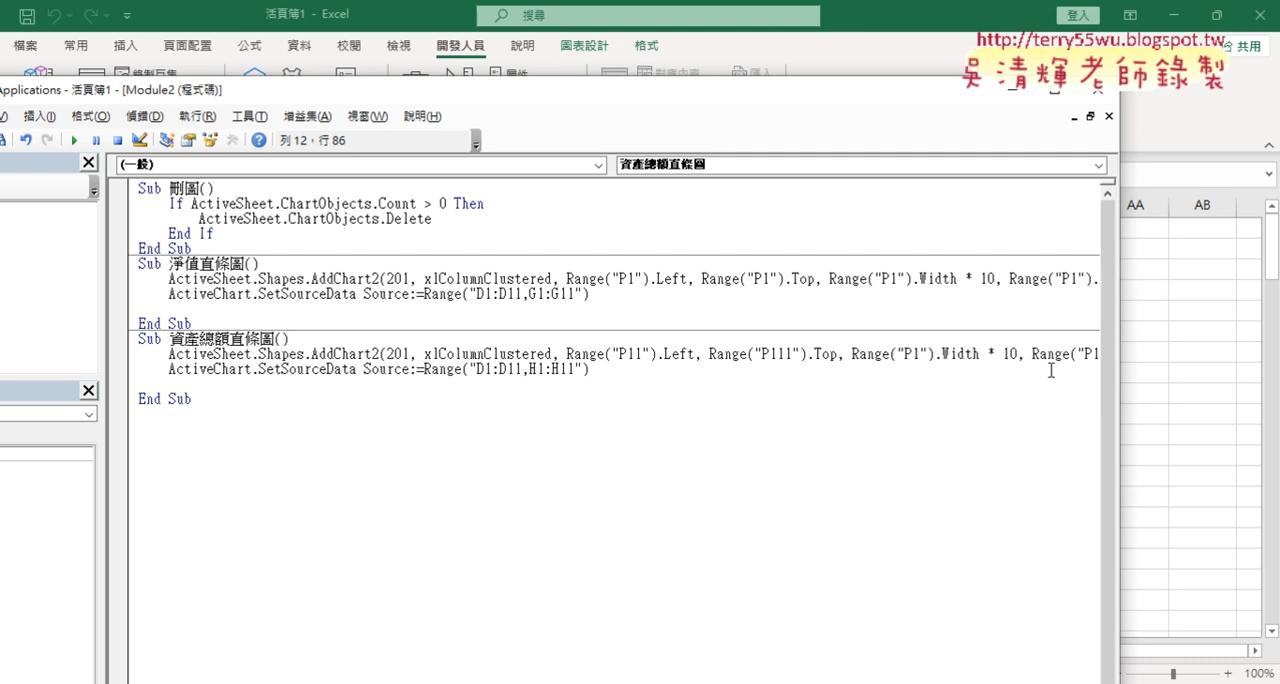 活頁簿1 - Excel
搜尋
登入
檔案 常用 插入 頁面配置 公式 資料 校閱 檢視 開發人員 說明 圖表設計 格式
共用
http://terry55wu.blogspot.tw
吳清輝老師錄製
Applications - 活頁簿1 - [Module2 (程式碼)]
插入(I) 格式(O) 偵錯(D) 執行(R) 工具(T) 增益集(A) 視窗(W) 說明(H)
列 12，行 86
(一般) 資產總額直條圖
Sub 刪圖()
If ActiveSheet.ChartObjects.Count > 0 Then
ActiveSheet.ChartObjects.Delete
End If
End Sub
Sub 淨值直條圖()
ActiveSheet.Shapes.AddChart2(201, xlColumnClustered, Range("P1").Left, Range("P1").Top, Range("P1").Width * 10, Range("P1").
ActiveChart.SetSourceData Source:=Range("D1:D11,G1:G11")
End Sub
Sub 資產總額直條圖()
ActiveSheet.Shapes.AddChart2(201, xlColumnClustered, Range("P11").Left, Range("P111").Top, Range("P1").Width * 10, Range("P1
ActiveChart.SetSourceData Source:=Range("D1:D11,H1:H11")
End Sub
AA AB
100%